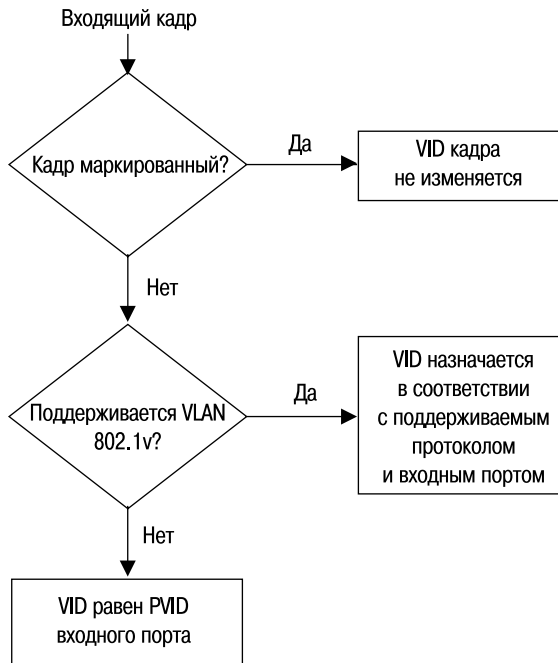 Входящий кадр
Кадр маркированный?
Да
VID кадра
не изменяется
Нет
Поддерживается VLAN
802.1v?
Да
VID назначается
в соответствии
с поддерживаемым
протоколом
и входным портом
Нет
VID равен PVID
входного порта